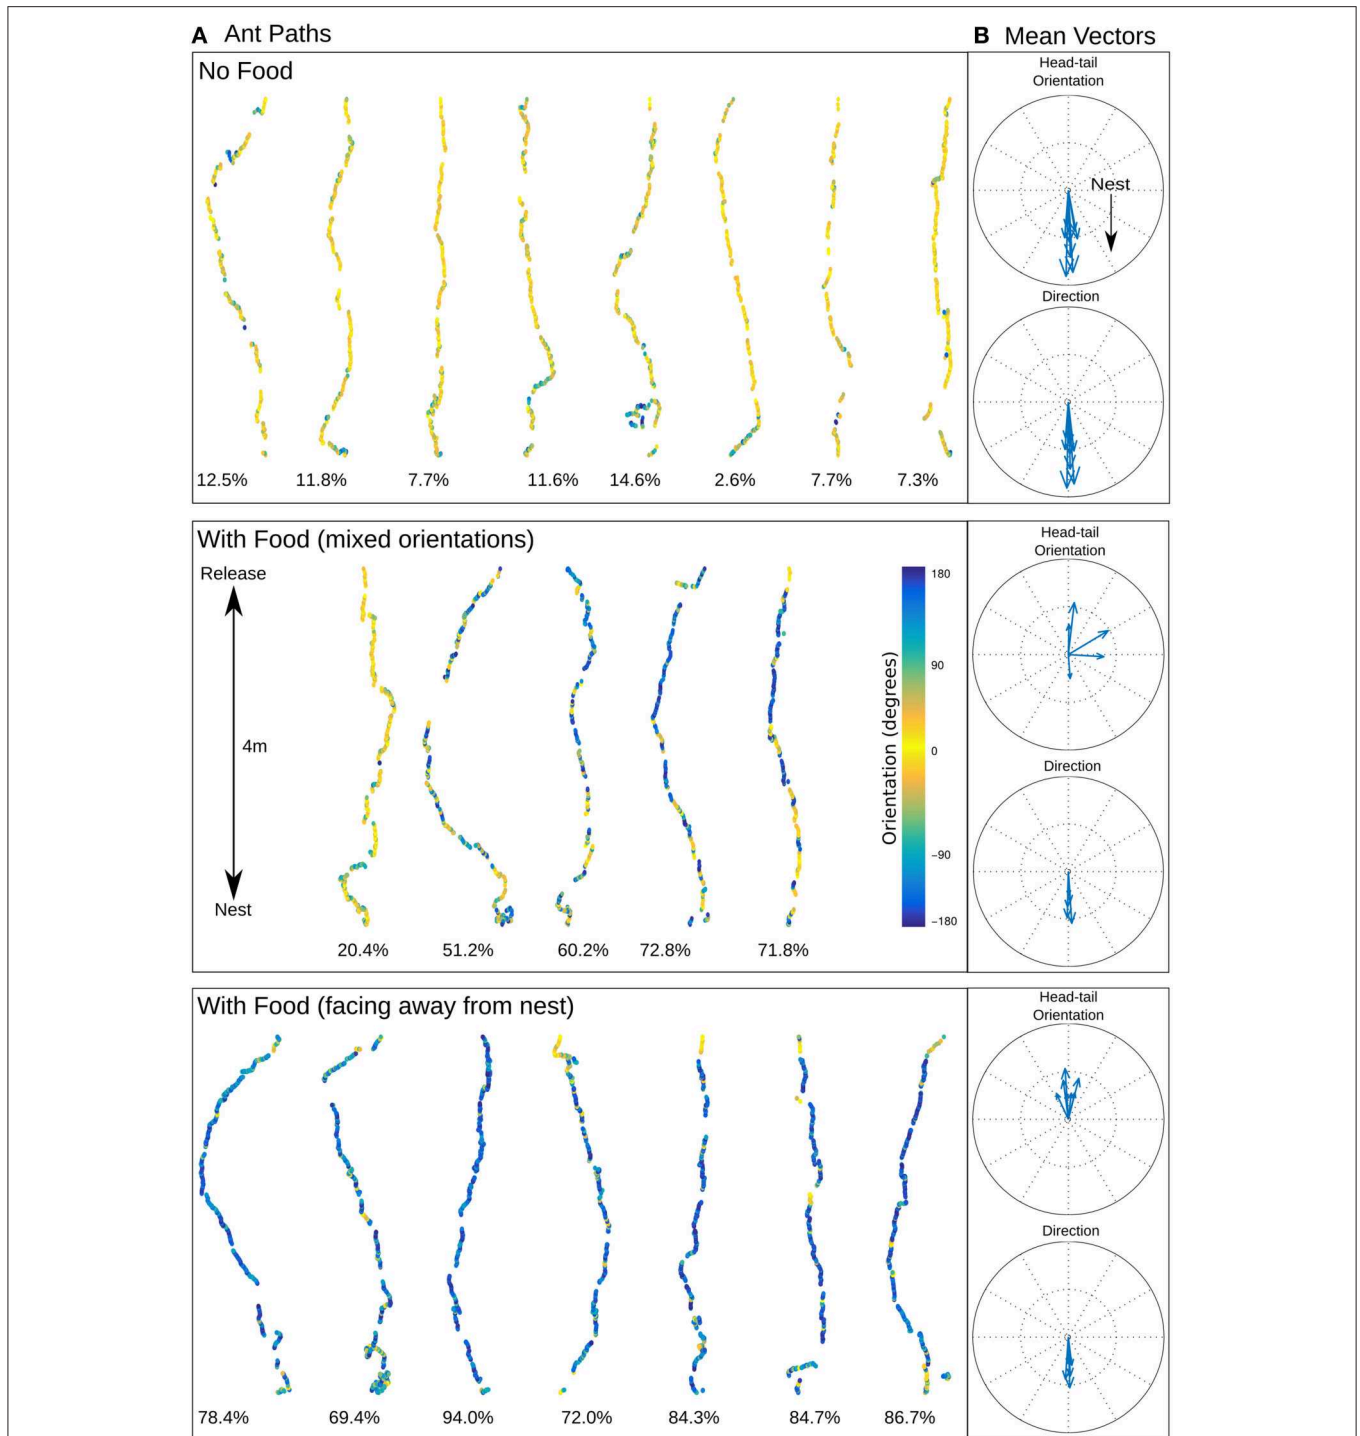 A Ant Paths
B Mean Vectors
No Food
12.5%
11.8%
7.7%
11.6%
14.6%
2.6%
7.7%
7.3%
Head-tail
Orientation
Nest
Direction
With Food (mixed orientations)
Release
4m
Nest
20.4%
51.2%
60.2%
72.8%
71.8%
Orientation (degrees)
180
90
0
−90
−180
Head-tail
Orientation
Direction
With Food (facing away from nest)
78.4%
69.4%
94.0%
72.0%
84.3%
84.7%
86.7%
Head-tail
Orientation
Direction